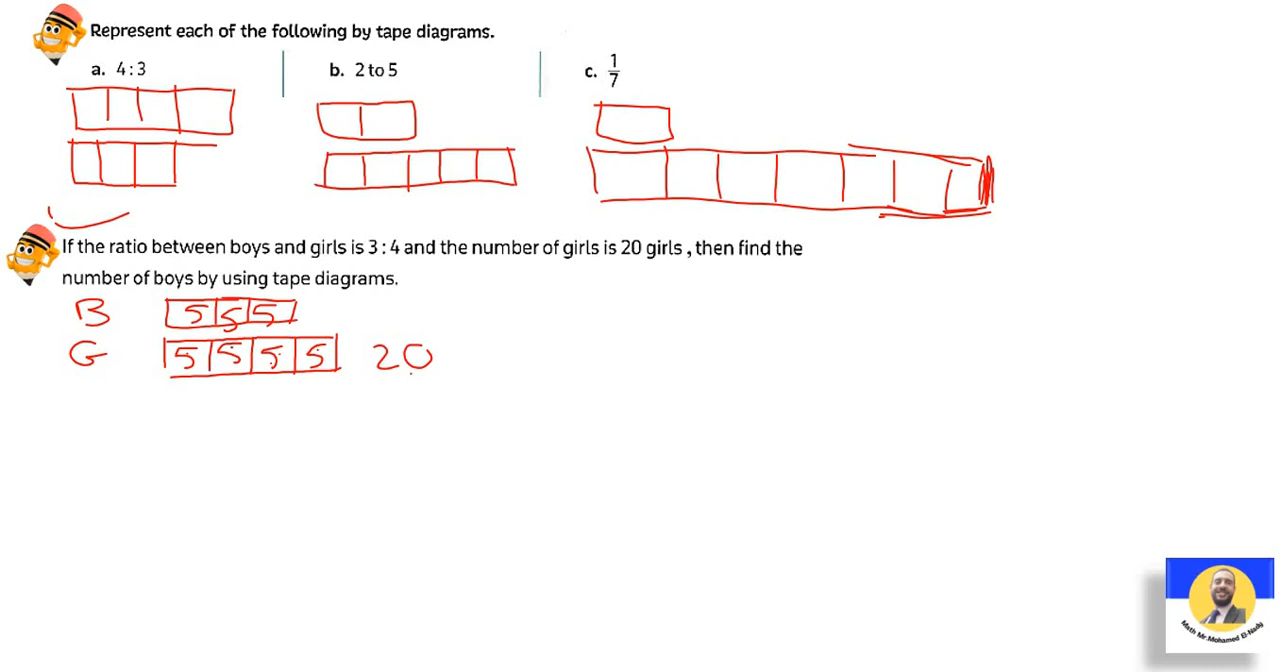 Represent each of the following by tape diagrams.
a. 4:3
b. 2 to 5
c. 1/7
If the ratio between boys and girls is 3:4 and the number of girls is 20 girls, then find the
number of boys by using tape diagrams.
B 5 5 5
G 5 5 5 5 20
Math Mr.Mohamed El-Nady